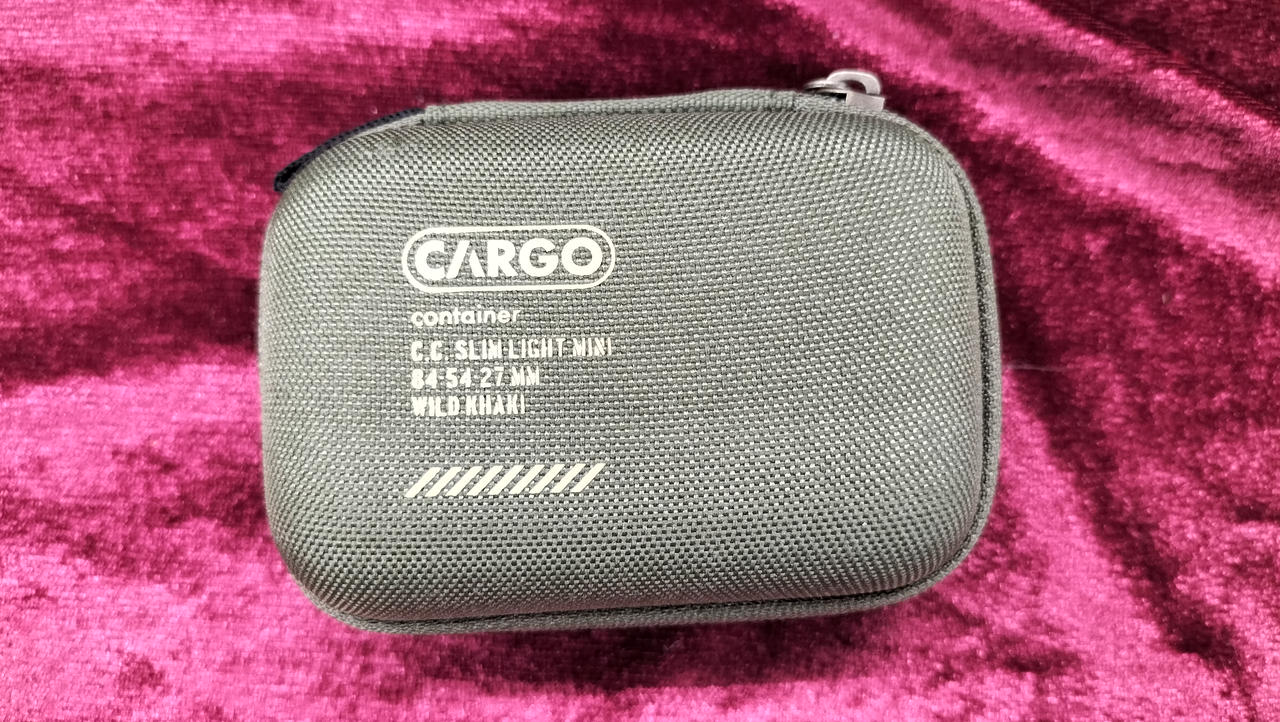 CARGO
container
C.C SLIM LIGHT MINI
84 54 27 MM
WILD KHAKI